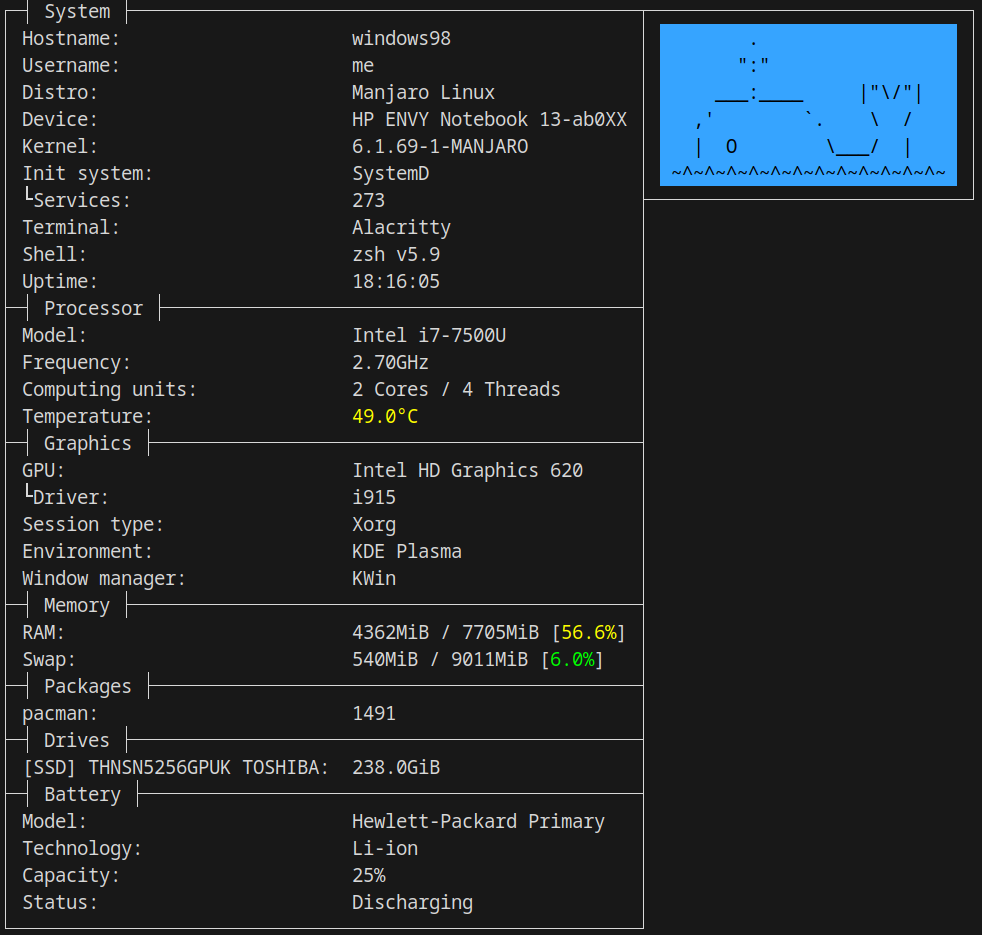 System
Hostname: windows98
Username: me
Distro: Manjaro Linux
Device: HP ENVY Notebook 13-ab0XX
Kernel: 6.1.69-1-MANJARO
Init system: SystemD
└Services: 273
Terminal: Alacritty
Shell: zsh v5.9
Uptime: 18:16:05
Processor
Model: Intel i7-7500U
Frequency: 2.70GHz
Computing units: 2 Cores / 4 Threads
Temperature: 49.0°C
Graphics
GPU: Intel HD Graphics 620
└Driver: i915
Session type: Xorg
Environment: KDE Plasma
Window manager: KWin
Memory
RAM: 4362MiB / 7705MiB [56.6%]
Swap: 540MiB / 9011MiB [6.0%]
Packages
pacman: 1491
Drives
[SSD] THNSN5256GPUK TOSHIBA: 238.0GiB
Battery
Model: Hewlett-Packard Primary
Technology: Li-ion
Capacity: 25%
Status: Discharging
.
":"
___:____     |"\/"|
,'        `.    \  /
|  O        \___/  |
~^~^~^~^~^~^~^~^~^~^~^~^~